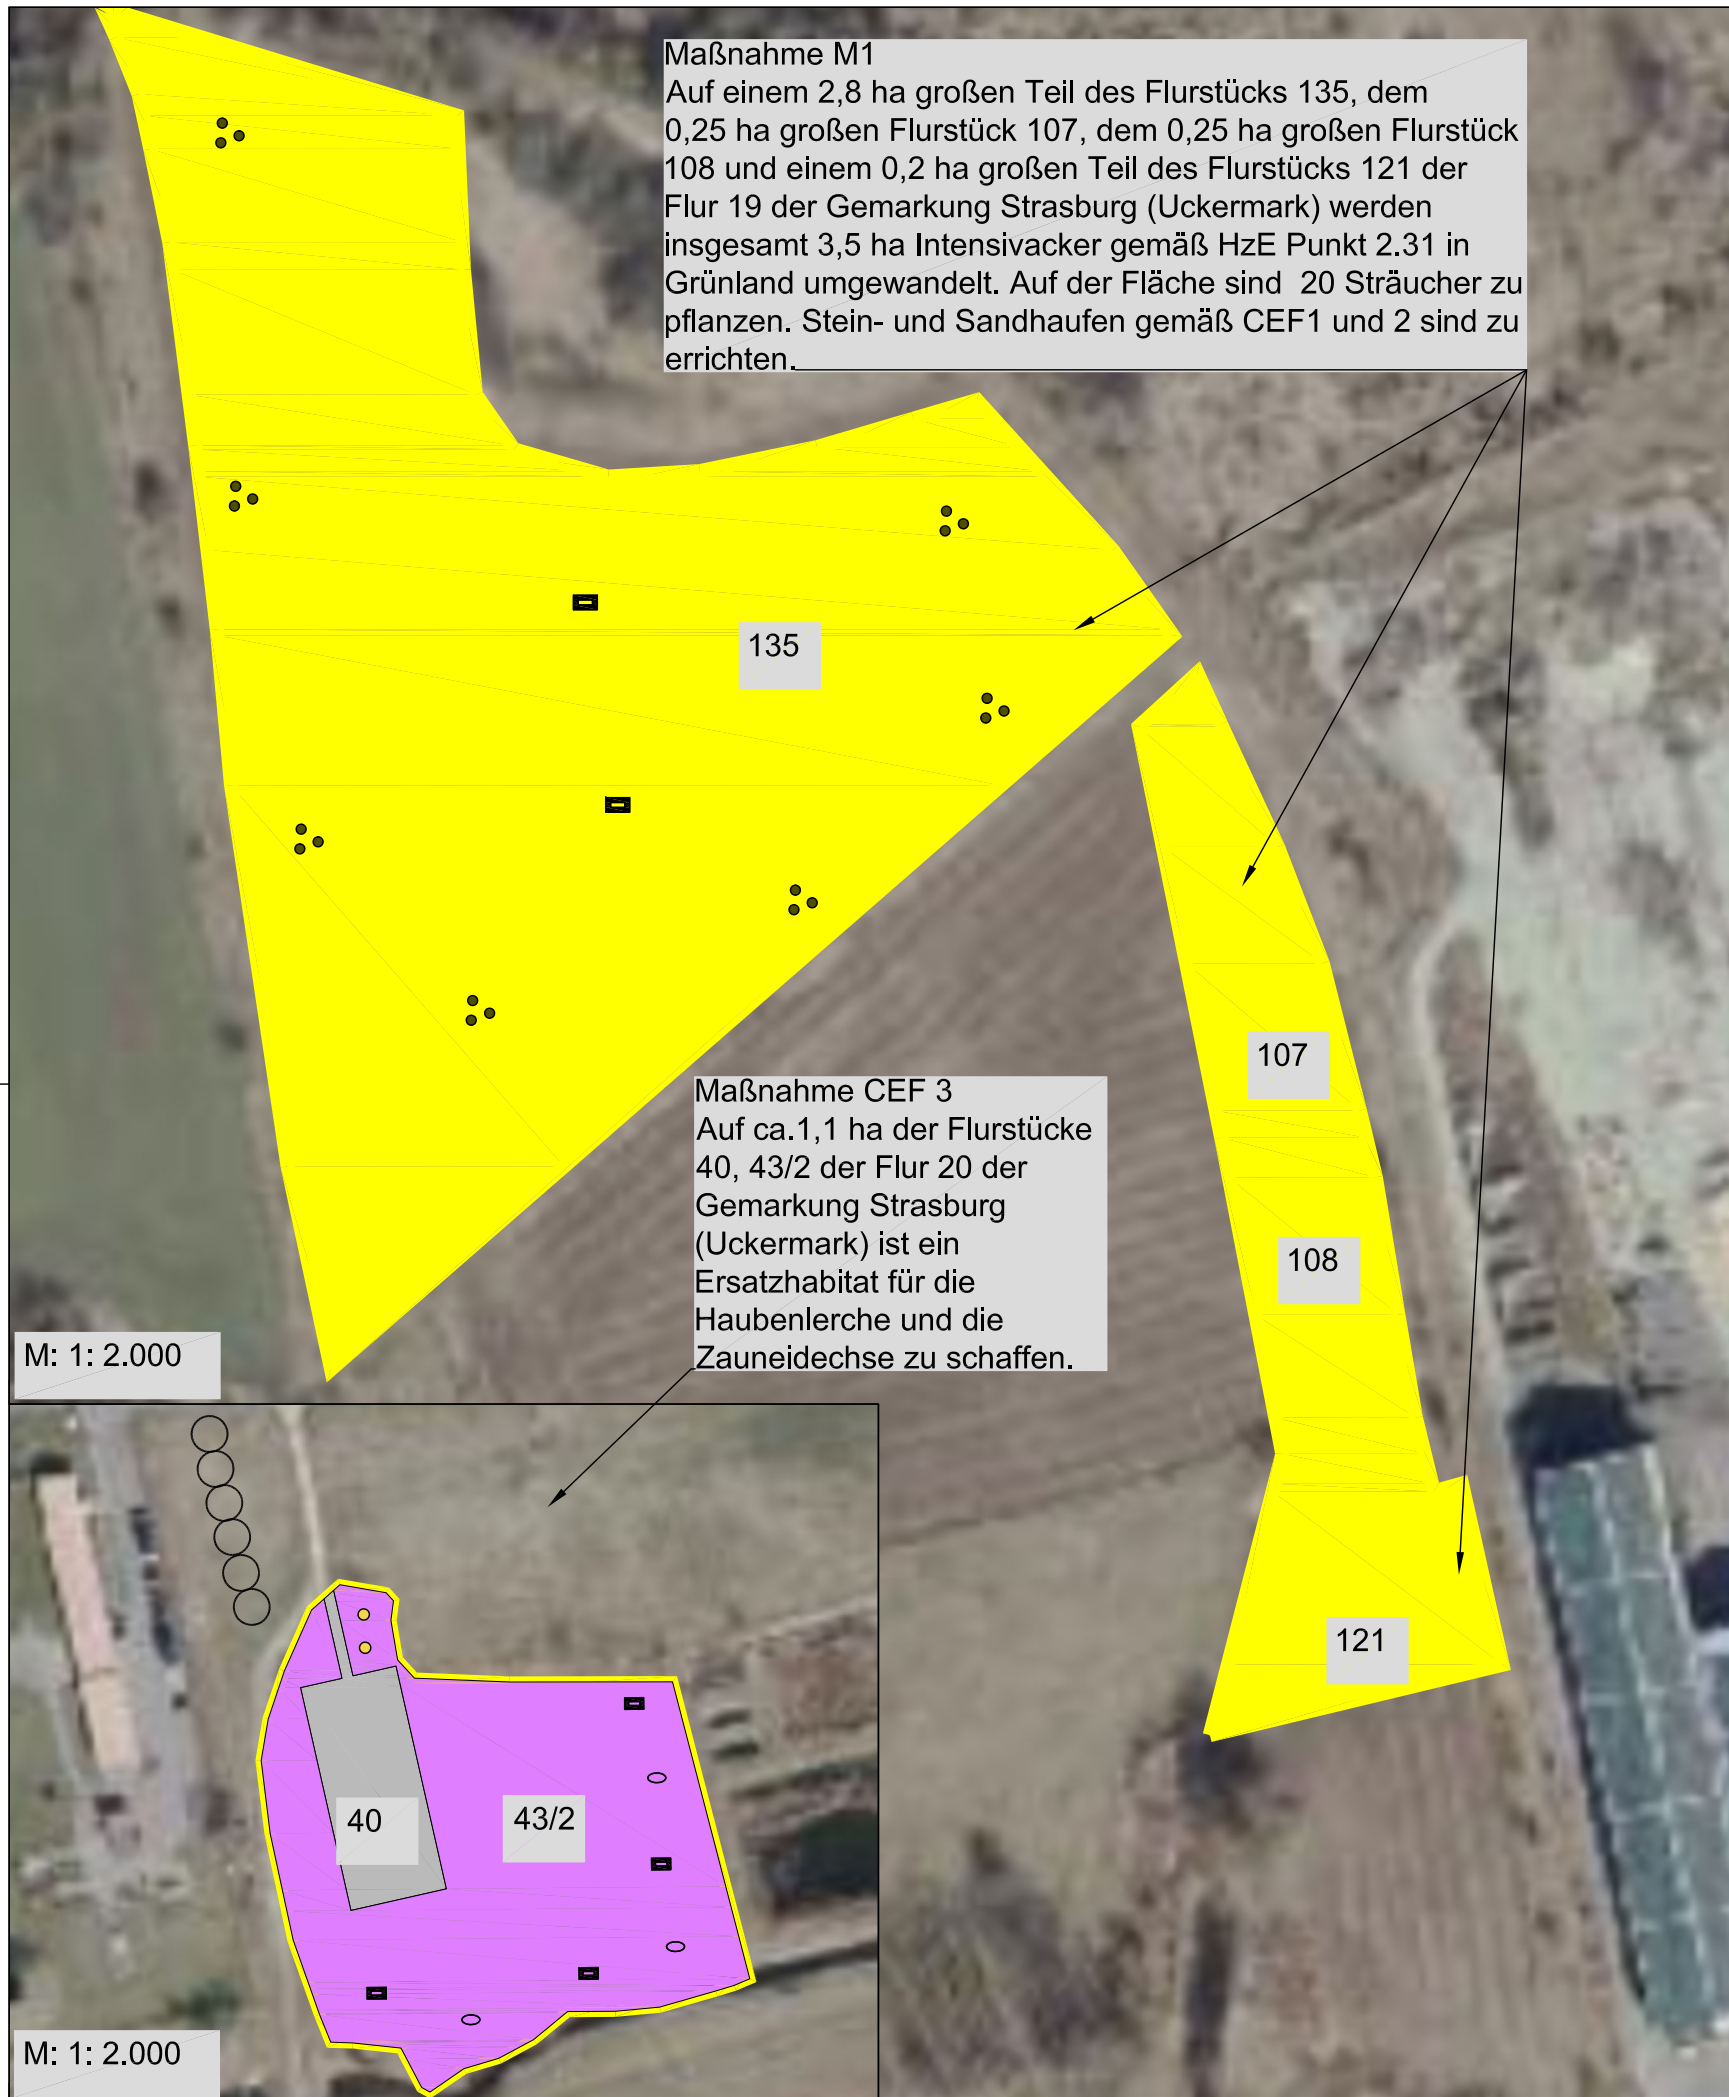 Maßnahme M1
Auf einem 2,8 ha großen Teil des Flurstücks 135, dem
0,25 ha großen Flurstück 107, dem 0,25 ha großen Flurstück
108 und einem 0,2 ha großen Teil des Flurstücks 121 der
Flur 19 der Gemarkung Strasburg (Uckermark) werden
insgesamt 3,5 ha Intensivacker gemäß HzE Punkt 2.31 in
Grünland umgewandelt. Auf der Fläche sind  20 Sträucher zu
pflanzen. Stein- und Sandhaufen gemäß CEF1 und 2 sind zu
errichten.
135
107
Maßnahme CEF 3
Auf ca.1,1 ha der Flurstücke
40, 43/2 der Flur 20 der
Gemarkung Strasburg
(Uckermark) ist ein
Ersatzhabitat für die
Haubenlerche und die
Zauneidechse zu schaffen.
108
M: 1: 2.000
121
40
43/2
M: 1: 2.000